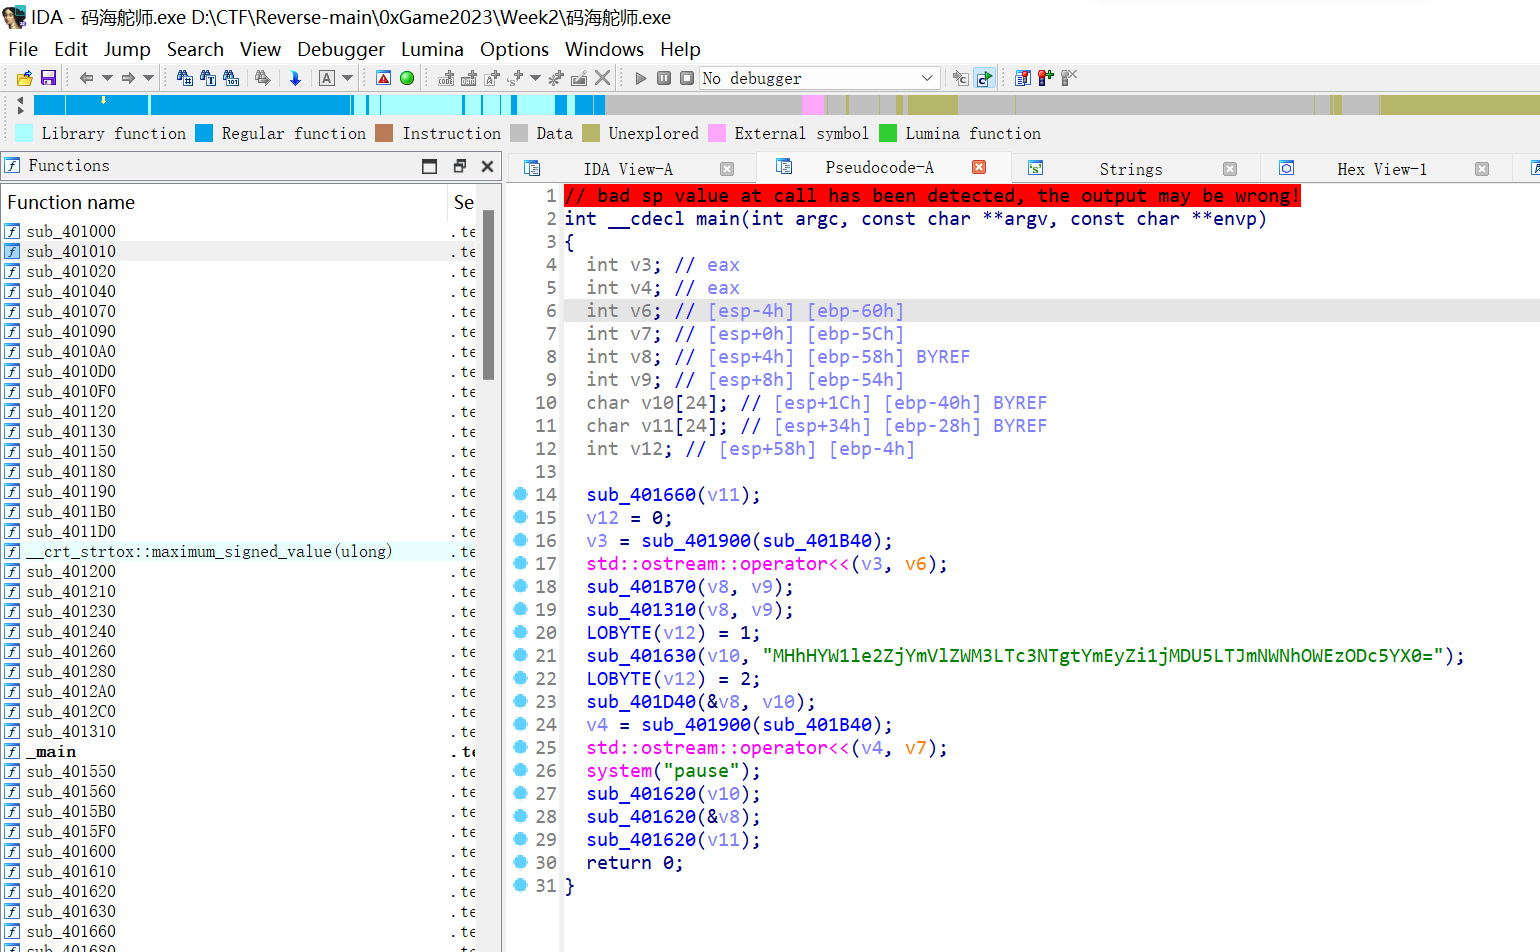 IDA - 码海舵师.exe D:\CTF\Reverse-main\0xGame2023\Week2\码海舵师.exe
File Edit Jump Search View Debugger Lumina Options Windows Help
No debugger
Library function Regular function Instruction Data Unexplored External symbol Lumina function
Functions
IDA View-A Pseudocode-A Strings Hex View-1
Function name Se
sub_401000 .te
sub_401010 .te
sub_401020 .te
sub_401040 .te
sub_401070 .te
sub_401090 .te
sub_4010A0 .te
sub_4010D0 .te
sub_4010F0 .te
sub_401120 .te
sub_401130 .te
sub_401150 .te
sub_401180 .te
sub_401190 .te
sub_4011B0 .te
sub_4011D0 .te
__crt_strtox::maximum_signed_value(ulong) .te
sub_401200 .te
sub_401210 .te
sub_401230 .te
sub_401240 .te
sub_401260 .te
sub_401280 .te
sub_4012A0 .te
sub_4012C0 .te
sub_401310 .te
_main .te
sub_401550 .te
sub_401560 .te
sub_4015B0 .te
sub_4015F0 .te
sub_401600 .te
sub_401610 .te
sub_401620 .te
sub_401630 .te
sub_401660 .te
sub_401680 .te
1 // bad sp value at call has been detected, the output may be wrong!
2 int __cdecl main(int argc, const char **argv, const char **envp)
3 {
4 int v3; // eax
5 int v4; // eax
6 int v6; // [esp-4h] [ebp-60h]
7 int v7; // [esp+0h] [ebp-5Ch]
8 int v8; // [esp+4h] [ebp-58h] BYREF
9 int v9; // [esp+8h] [ebp-54h]
10 char v10[24]; // [esp+1Ch] [ebp-40h] BYREF
11 char v11[24]; // [esp+34h] [ebp-28h] BYREF
12 int v12; // [esp+58h] [ebp-4h]
13
14 sub_401660(v11);
15 v12 = 0;
16 v3 = sub_401900(sub_401B40);
17 std::ostream::operator<<(v3, v6);
18 sub_401B70(v8, v9);
19 sub_401310(v8, v9);
20 LOBYTE(v12) = 1;
21 sub_401630(v10, "MHhHYW1le2ZjYmVlZWM3LTc3NTgtYmEyZi1jMDU5LTJmNWNhOWEzODc5YX0=");
22 LOBYTE(v12) = 2;
23 sub_401D40(&v8, v10);
24 v4 = sub_401900(sub_401B40);
25 std::ostream::operator<<(v4, v7);
26 system("pause");
27 sub_401620(v10);
28 sub_401620(&v8);
29 sub_401620(v11);
30 return 0;
31 }